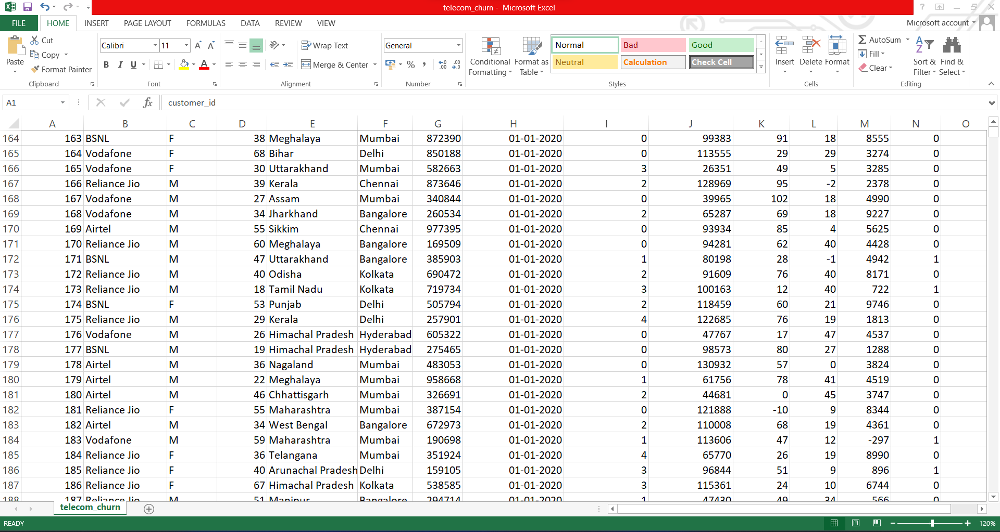 telecom_churn - Microsoft Excel
FILE HOME INSERT PAGE LAYOUT FORMULAS DATA REVIEW VIEW Microsoft account
Paste Cut Copy Format Painter Clipboard
Calibri 11 B I U A A Font
Wrap Text Merge & Center Alignment
General % , Number
Conditional Formatting Format as Table Normal Bad Good Neutral Calculation Check Cell Styles
Insert Delete Format Cells
AutoSum Fill Clear Sort & Filter Find & Select Editing
A1 fx customer_id
A B C D E F G H I J K L M N O
164 163 BSNL F 38 Meghalaya Mumbai 872390 01-01-2020 0 99383 91 18 8555 0
165 164 Vodafone F 68 Bihar Delhi 850188 01-01-2020 0 113555 29 29 3274 0
166 165 Vodafone F 30 Uttarakhand Mumbai 582663 01-01-2020 3 26351 49 5 3285 0
167 166 Reliance Jio M 39 Kerala Chennai 873646 01-01-2020 2 128969 95 -2 2378 0
168 167 Vodafone M 27 Assam Mumbai 340844 01-01-2020 0 39965 102 18 4990 0
169 168 Vodafone M 34 Jharkhand Bangalore 260534 01-01-2020 2 65287 69 18 9227 0
170 169 Airtel M 55 Sikkim Chennai 977395 01-01-2020 0 93934 85 4 5625 0
171 170 Reliance Jio M 60 Meghalaya Bangalore 169509 01-01-2020 0 94281 62 40 4428 0
172 171 BSNL M 47 Uttarakhand Bangalore 385903 01-01-2020 1 80198 28 -1 4942 1
173 172 Reliance Jio M 40 Odisha Kolkata 690472 01-01-2020 2 91609 76 40 8171 0
174 173 Reliance Jio M 18 Tamil Nadu Kolkata 719734 01-01-2020 3 100163 12 40 722 1
175 174 BSNL F 53 Punjab Delhi 505794 01-01-2020 2 118459 60 21 9746 0
176 175 Reliance Jio M 29 Kerala Delhi 257901 01-01-2020 4 122685 76 19 1813 0
177 176 Vodafone M 26 Himachal Pradesh Hyderabad 605322 01-01-2020 0 47767 17 47 4537 0
178 177 BSNL M 19 Himachal Pradesh Hyderabad 275465 01-01-2020 0 98573 80 27 1288 0
179 178 Airtel M 36 Nagaland Mumbai 483053 01-01-2020 0 130932 57 0 3824 0
180 179 Airtel M 22 Meghalaya Mumbai 958668 01-01-2020 1 61756 78 41 4519 0
181 180 Airtel M 46 Chhattisgarh Mumbai 326691 01-01-2020 2 44681 0 45 3747 0
182 181 Reliance Jio F 55 Maharashtra Mumbai 387154 01-01-2020 0 121888 -10 9 8344 0
183 182 Airtel M 34 West Bengal Bangalore 672973 01-01-2020 2 110008 68 19 4361 0
184 183 Vodafone M 59 Maharashtra Mumbai 190698 01-01-2020 1 113606 47 12 -297 1
185 184 Reliance Jio F 36 Telangana Mumbai 351924 01-01-2020 4 65770 26 19 8990 0
186 185 Reliance Jio F 40 Arunachal Pradesh Delhi 159105 01-01-2020 3 96844 51 9 896 1
187 186 Reliance Jio F 67 Himachal Pradesh Kolkata 538585 01-01-2020 3 115361 24 10 6744 0
188 187 Reliance Jio M 51 Manipur Bangalore 294714 01-01-2020 1 47430 49 34 566 0
telecom_churn
READY 120%